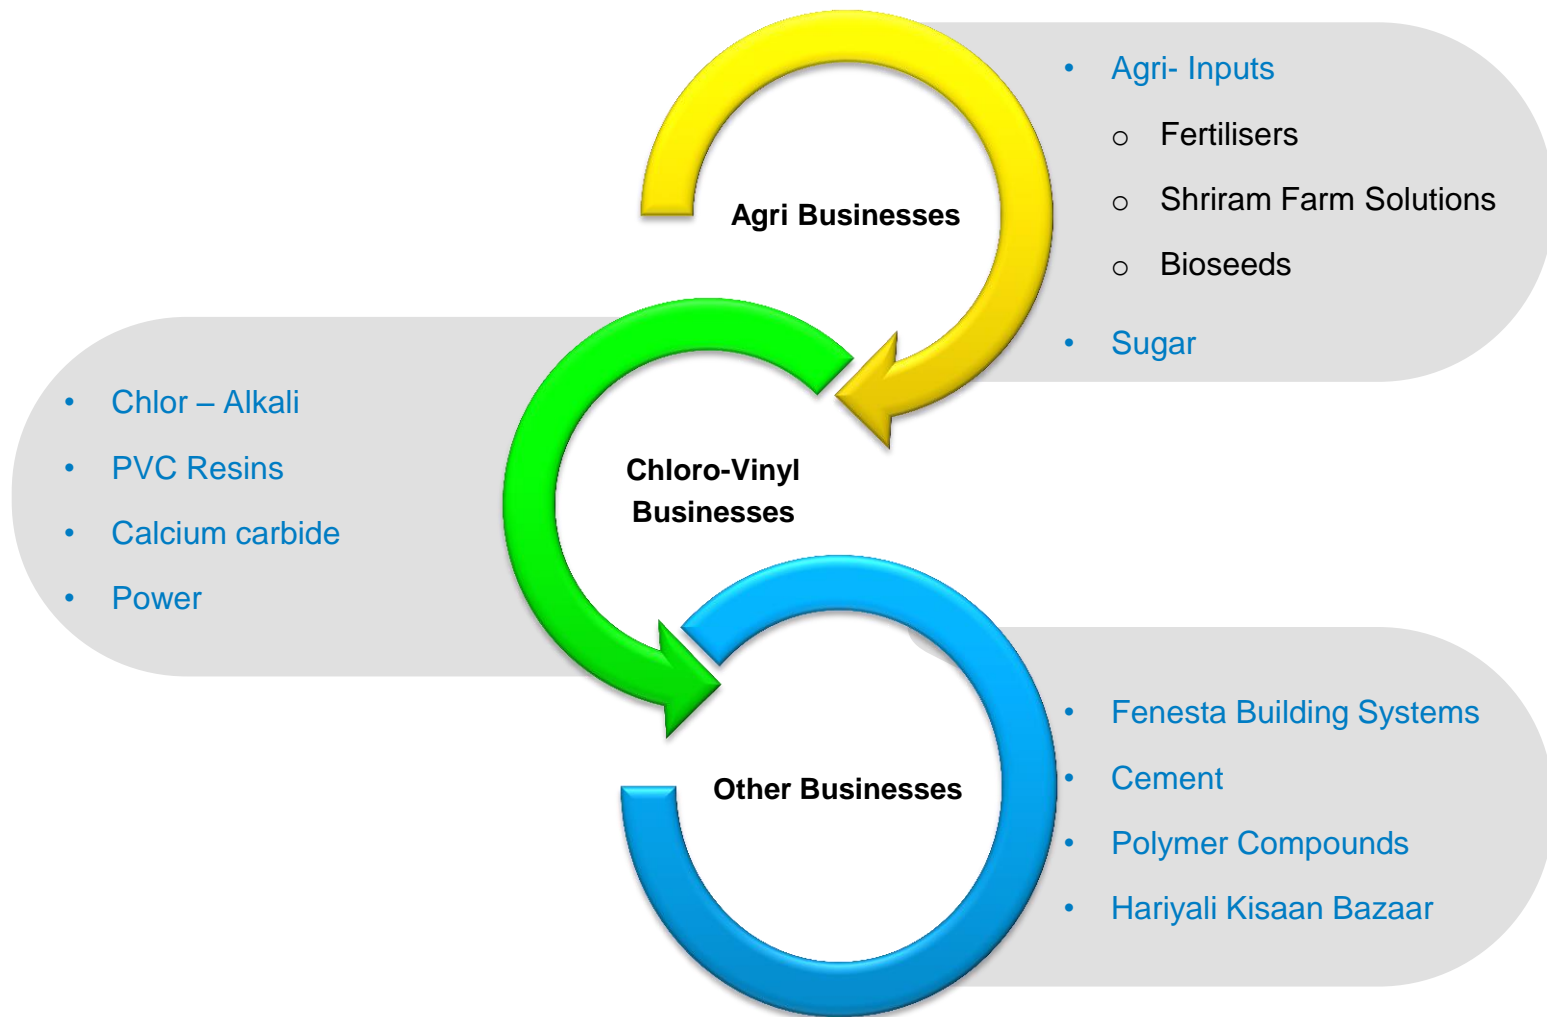 Agri Businesses
• Agri- Inputs
o Fertilisers
o Shriram Farm Solutions
o Bioseeds
• Sugar
Chloro-Vinyl
Businesses
• Chlor – Alkali
• PVC Resins
• Calcium carbide
• Power
Other Businesses
• Fenesta Building Systems
• Cement
• Polymer Compounds
• Hariyali Kisaan Bazaar